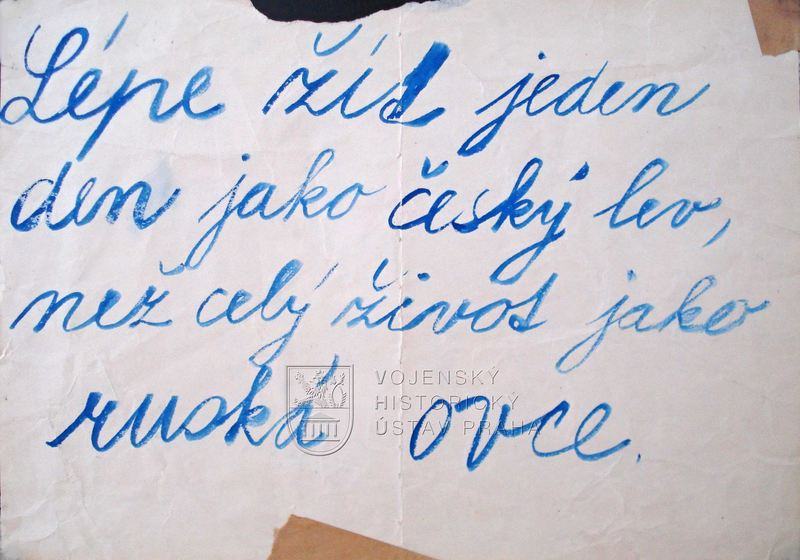 Lépe žít jeden
den jako český lev,
než celý život jako
ruská ovce.
VOJENSKÝ
HISTORICKÝ
ÚSTAV PRAHA